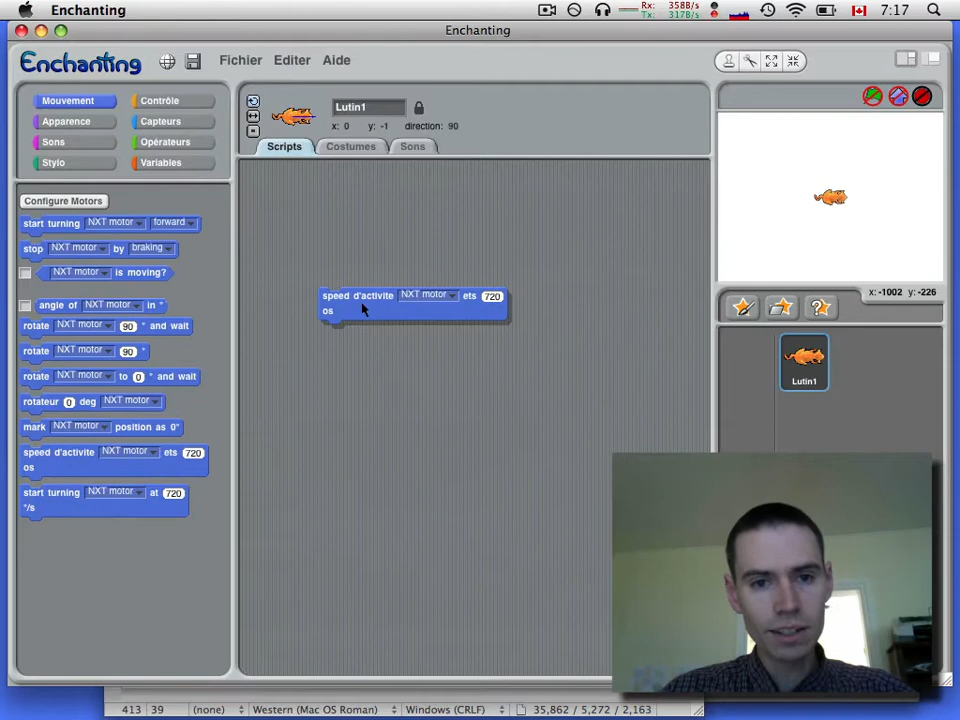 Enchanting
Rx: 358B/s
Tx: 317B/s
7:17
Enchanting
Enchanting
Fichier Editer Aide
Mouvement Contrôle
Apparence Capteurs
Sons Opérateurs
Stylo Variables
Lutin1
x: 0 y: -1 direction: 90
Scripts Costumes Sons
Configure Motors
start turning NXT motor forward
stop NXT motor by braking
NXT motor is moving?
angle of NXT motor in °
rotate NXT motor 90 ° and wait
rotate NXT motor 90 °
rotate NXT motor to 0 ° and wait
rotateur 0 deg NXT motor
mark NXT motor position as 0°
speed d'activite NXT motor ets 720
os
start turning NXT motor at 720
°/s
speed d'activite NXT motor ets 720
os
x: -1002 y: -226
Lutin1
413 39 (none) Western (Mac OS Roman) Windows (CRLF) 35,862 / 5,272 / 2,163